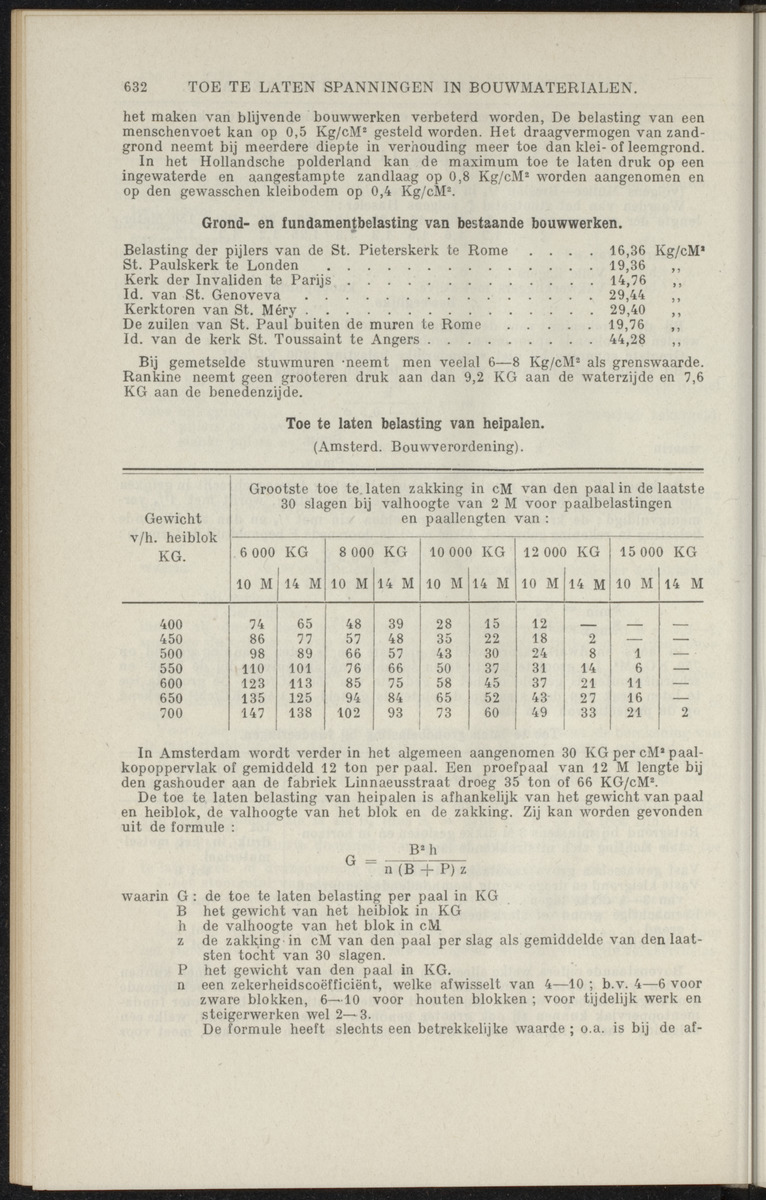 632 TOE TE LATEN SPANNINGEN IN BOUWMATERIALEN.
het maken van blijvende bouwwerken verbeterd worden, De belasting van een
menschenvoet kan op 0,5 Kg/cM² gesteld worden. Het draagvermogen van zand-
grond neemt bij meerdere diepte in verhouding meer toe dan klei- of leemgrond.
In het Hollandsche polderland kan de maximum toe te laten druk op een
ingewaterde en aangestampte zandlaag op 0,8 Kg/cM² worden aangenomen en
op den gewasschen kleibodem op 0,4 Kg/cM².
Grond- en fundamentbelasting van bestaande bouwwerken.
Belasting der pijlers van de St. Pieterskerk te Rome . . . . 16,36 Kg/cM²
St. Paulskerk te Londen . . . . . . . . . . . . . . 19,36 ,,
Kerk der Invaliden te Parijs . . . . . . . . . . . . . 14,76 ,,
Id. van St. Genoveva . . . . . . . . . . . . . . . 29,44 ,,
Kerktoren van St. Méry . . . . . . . . . . . . . . . 29,40 ,,
De zuilen van St. Paul buiten de muren te Rome . . . . . 19,76 ,,
Id. van de kerk St. Toussaint te Angers . . . . . . . . . 44,28 ,,
Bij gemetselde stuwmuren neemt men veelal 6—8 Kg/cM² als grenswaarde.
Rankine neemt geen grooteren druk aan dan 9,2 KG aan de waterzijde en 7,6
KG aan de benedenzijde.
Toe te laten belasting van heipalen.
(Amsterd. Bouwverordening).
Gewicht
v/h. heiblok
KG.
Grootste toe te laten zakking in cM van den paal in de laatste
30 slagen bij valhoogte van 2 M voor paalbelastingen
en paallengten van :
6 000 KG 8 000 KG 10 000 KG 12 000 KG 15 000 KG
10 M 14 M 10 M 14 M 10 M 14 M 10 M 14 M 10 M 14 M
400 74 65 48 39 28 15 12 — — —
450 86 77 57 48 35 22 18 2 — —
500 98 89 66 57 43 30 24 8 1 —
550 110 101 76 66 50 37 31 14 6 —
600 123 113 85 75 58 45 37 21 11 —
650 135 125 94 84 65 52 43 27 16 —
700 147 138 102 93 73 60 49 33 21 2
In Amsterdam wordt verder in het algemeen aangenomen 30 KG per cM² paal-
kopoppervlak of gemiddeld 12 ton per paal. Een proefpaal van 12 M lengte bij
den gashouder aan de fabriek Linnaeusstraat droeg 35 ton of 66 KG/cM².
De toe te laten belasting van heipalen is afhankelijk van het gewicht van paal
en heiblok, de valhoogte van het blok en de zakking. Zij kan worden gevonden
uit de formule :
G = B² h / n (B + P) z
waarin G : de toe te laten belasting per paal in KG
B het gewicht van het heiblok in KG
h de valhoogte van het blok in cM
z de zakking in cM van den paal per slag als gemiddelde van den laat-
sten tocht van 30 slagen.
P het gewicht van den paal in KG.
n een zekerheidscoëfficiënt, welke afwisselt van 4—10 ; b.v. 4—6 voor
zware blokken, 6—10 voor houten blokken ; voor tijdelijk werk en
steigerwerken wel 2—3.
De formule heeft slechts een betrekkelijke waarde ; o.a. is bij de af-